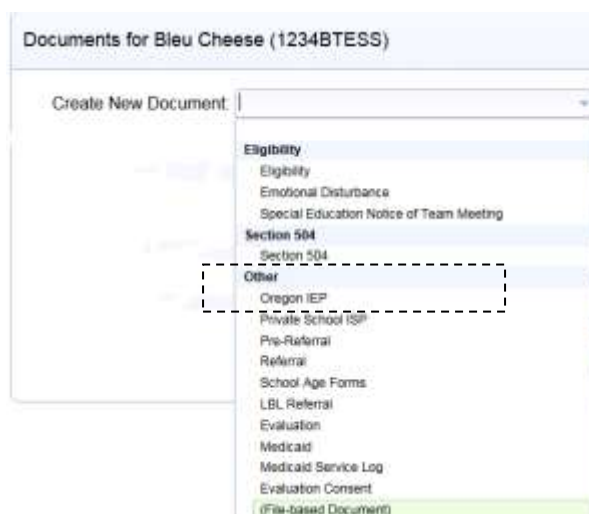 Documents for Bleu Cheese (1234BTESS)
Create New Document:
Eligibility
Eligibility
Emotional Disturbance
Special Education Notice of Team Meeting
Section 504
Section 504
Other
Oregon IEP
Private School ISP
Pre-Referral
Referral
School Age Forms
LBL Referral
Evaluation
Medicaid
Medicaid Service Log
Evaluation Consent
(File-based Document)